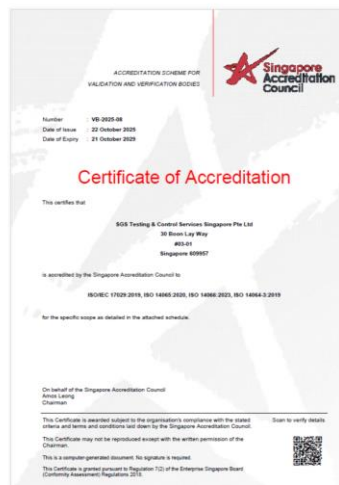 ACCREDITATION SCHEME FOR
VALIDATION AND VERIFICATION BODIES
Singapore
Accreditation
Council
Number : VB-2025-08
Date of Issue : 22 October 2025
Date of Expiry : 21 October 2029
Certificate of Accreditation
This certifies that
SGS Testing & Control Services Singapore Pte Ltd
30 Boon Lay Way
#03-01
Singapore 609957
is accredited by the Singapore Accreditation Council to
ISO/IEC 17029:2019, ISO 14065:2020, ISO 14066:2023, ISO 14064-3:2019
for the specific scope as detailed in the attached schedule.
On behalf of the Singapore Accreditation Council
Amos Leong
Chairman
This Certificate is awarded subject to the organisation's compliance with the stated
criteria and terms and conditions laid down by the Singapore Accreditation Council.
Scan to verify details
This Certificate may not be reproduced except with the written permission of the
Chairman.
This is a computer-generated document. No signature is required.
This Certificate is granted pursuant to Regulation 7(2) of the Enterprise Singapore Board
(Conformity Assessment) Regulations 2018.